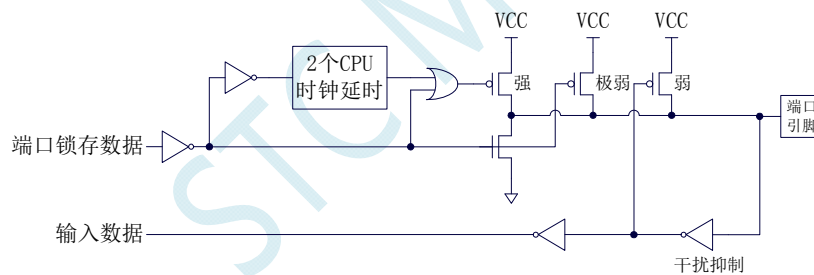 VCC VCC VCC
2个CPU
时钟延时
强 极弱 弱
端口
引脚
端口锁存数据
输入数据
干扰抑制
STCM